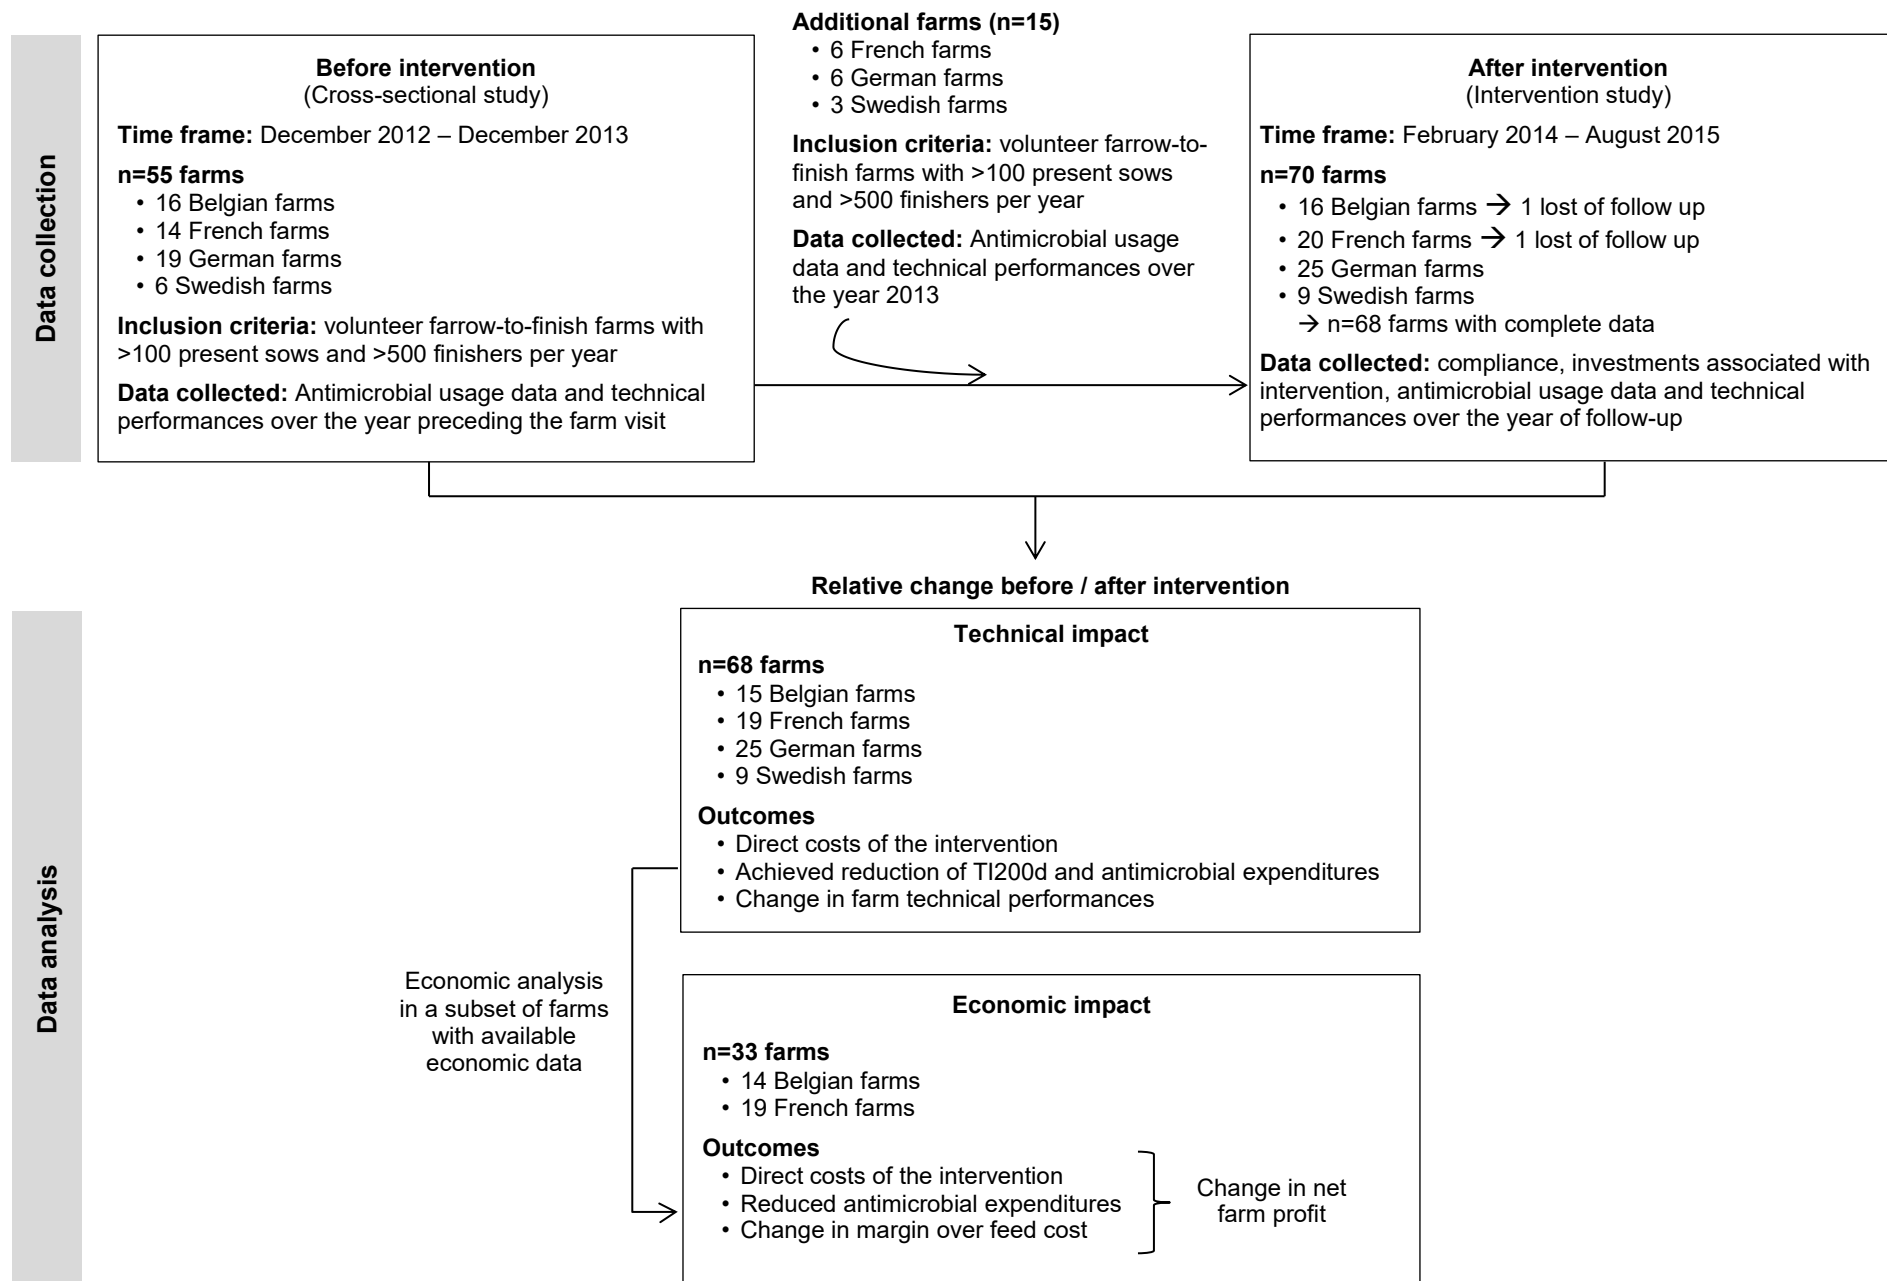 Data collection
Before intervention
(Cross-sectional study)
Time frame: December 2012 – December 2013
n=55 farms
• 16 Belgian farms
• 14 French farms
• 19 German farms
• 6 Swedish farms
Inclusion criteria: volunteer farrow-to-finish farms with
>100 present sows and >500 finishers per year
Data collected: Antimicrobial usage data and technical
performances over the year preceding the farm visit
Additional farms (n=15)
• 6 French farms
• 6 German farms
• 3 Swedish farms
Inclusion criteria: volunteer farrow-to-
finish farms with >100 present sows
and >500 finishers per year
Data collected: Antimicrobial usage
data and technical performances over
the year 2013
After intervention
(Intervention study)
Time frame: February 2014 – August 2015
n=70 farms
• 16 Belgian farms → 1 lost of follow up
• 20 French farms → 1 lost of follow up
• 25 German farms
• 9 Swedish farms
→ n=68 farms with complete data
Data collected: compliance, investments associated with
intervention, antimicrobial usage data and technical
performances over the year of follow-up
Data analysis
Relative change before / after intervention
Technical impact
n=68 farms
• 15 Belgian farms
• 19 French farms
• 25 German farms
• 9 Swedish farms
Outcomes
• Direct costs of the intervention
• Achieved reduction of TI200d and antimicrobial expenditures
• Change in farm technical performances
Economic analysis
in a subset of farms
with available
economic data
Economic impact
n=33 farms
• 14 Belgian farms
• 19 French farms
Outcomes
• Direct costs of the intervention
• Reduced antimicrobial expenditures
• Change in margin over feed cost
Change in net
farm profit